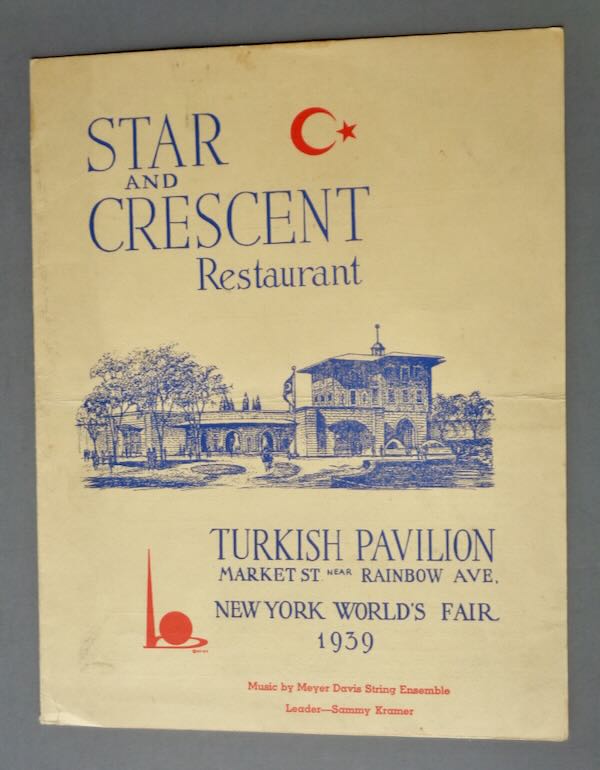 STAR
AND
CRESCENT
Restaurant
TURKISH PAVILION
MARKET ST. NEAR RAINBOW AVE.
NEW YORK WORLD'S FAIR
1939
Music by Meyer Davis String Ensemble
Leader—Sammy Kramer